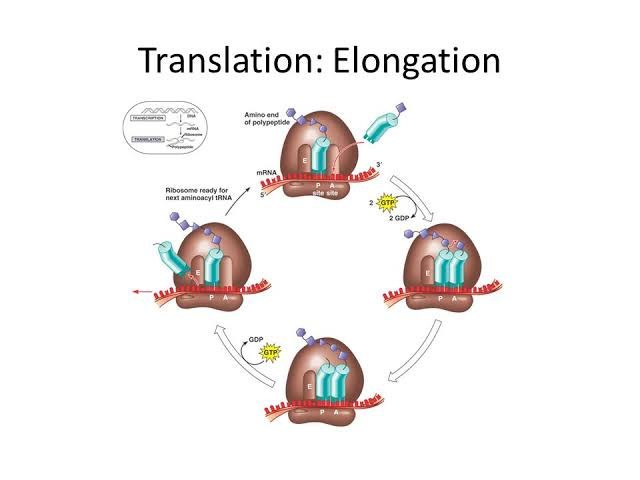 Translation: Elongation
TRANSCRIPTION
DNA
mRNA
Ribosome
TRANSLATION
Polypeptide
Amino end
of polypeptide
E
mRNA
3'
5'
P A
site site
Ribosome ready for
next aminoacyl tRNA
2 GTP
2 GDP
E
P A
E
P A
GDP
GTP
E
P A